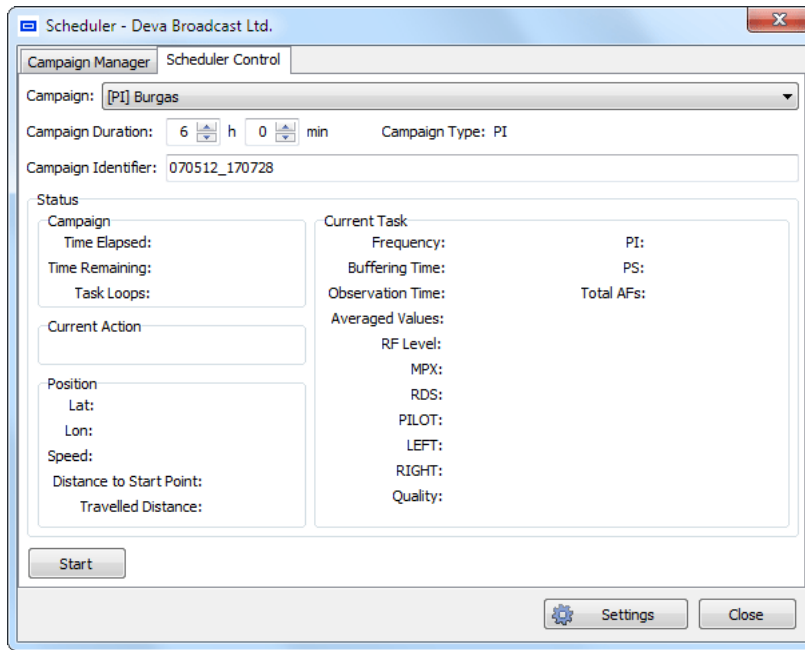 Scheduler - Deva Broadcast Ltd.
Campaign Manager Scheduler Control
Campaign: [PI] Burgas
Campaign Duration: 6 h 0 min Campaign Type: PI
Campaign Identifier: 070512_170728
Status
Campaign
Time Elapsed:
Time Remaining:
Task Loops:
Current Action
Position
Lat:
Lon:
Speed:
Distance to Start Point:
Travelled Distance:
Current Task
Frequency: PI:
Buffering Time: PS:
Observation Time: Total AFs:
Averaged Values:
RF Level:
MPX:
RDS:
PILOT:
LEFT:
RIGHT:
Quality:
Start
Settings Close